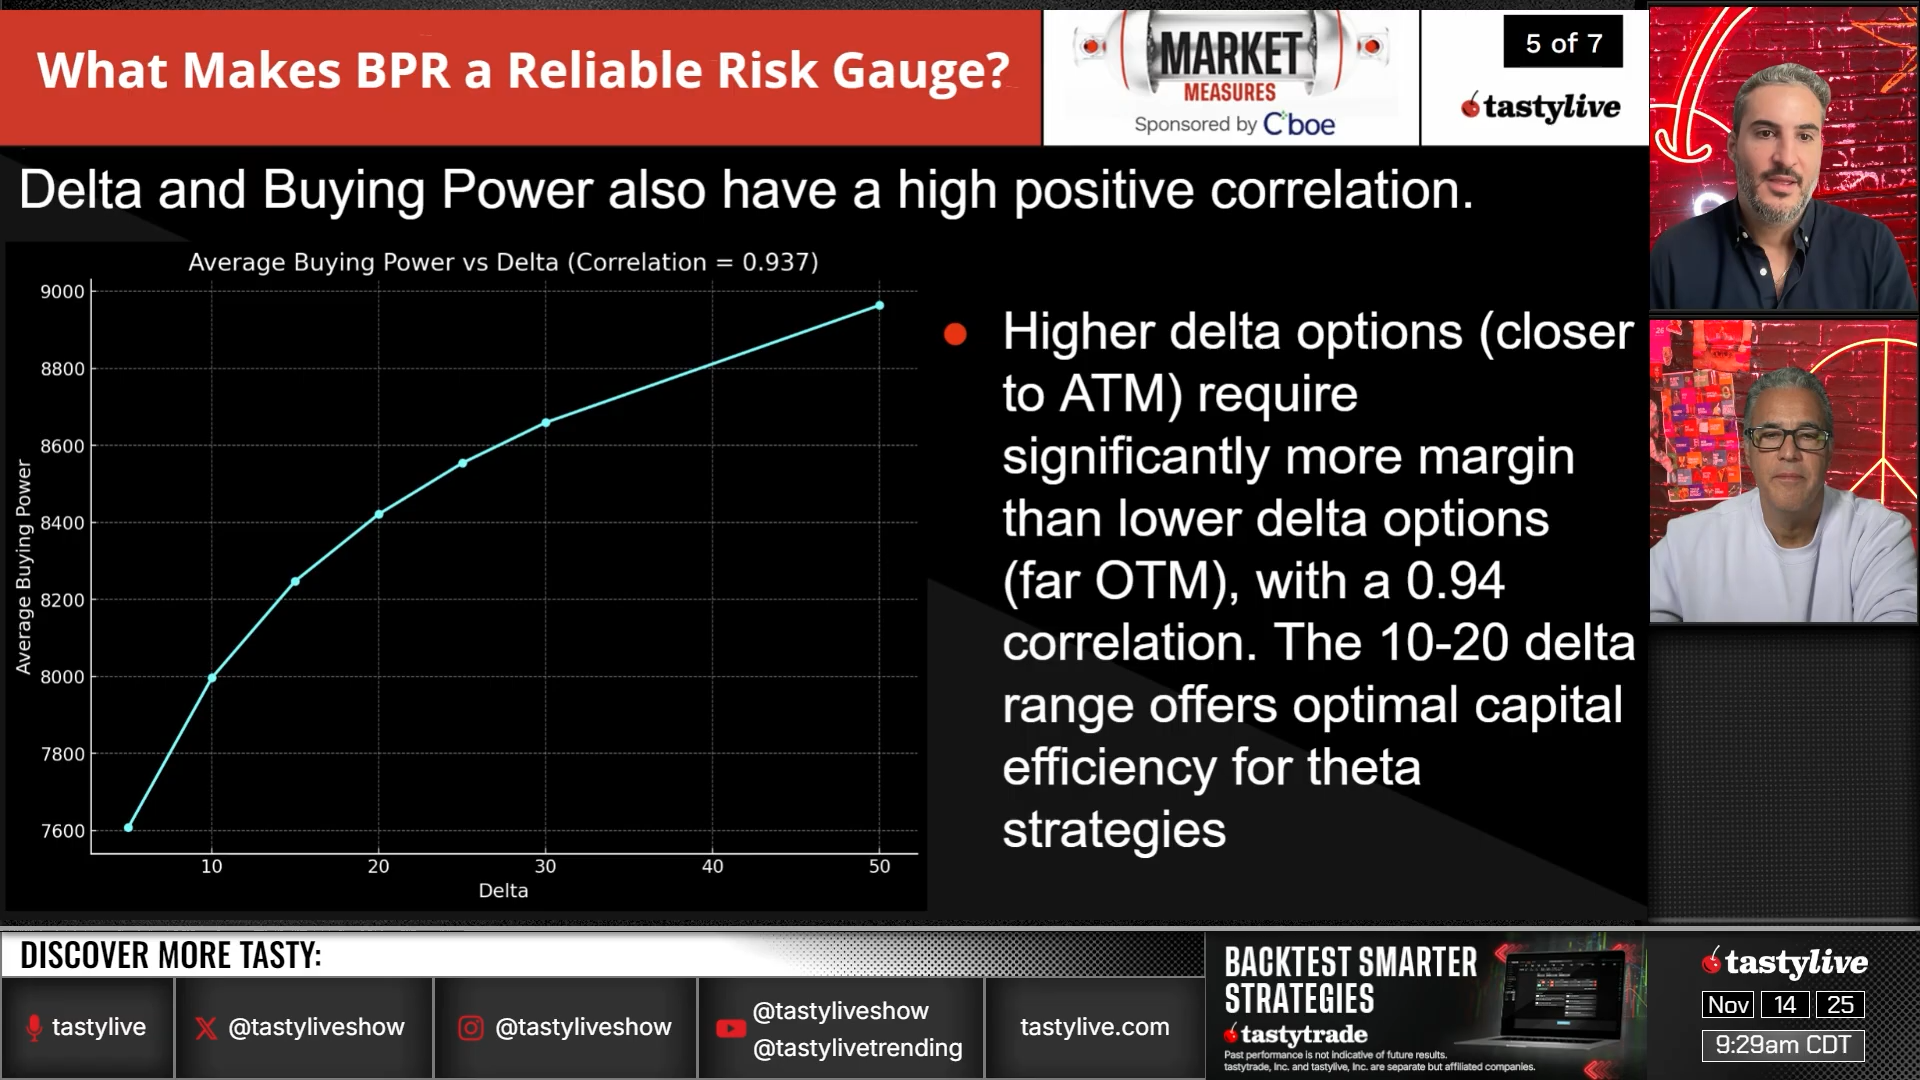 What Makes BPR a Reliable Risk Gauge?
MARKET
MEASURES
Sponsored by Cboe
5 of 7
tastylive
Delta and Buying Power also have a high positive correlation.
Average Buying Power vs Delta (Correlation = 0.937)
9000
8800
8600
8400
8200
8000
7800
7600
Average Buying Power
10
20
30
40
50
Delta
Higher delta options (closer
to ATM) require
significantly more margin
than lower delta options
(far OTM), with a 0.94
correlation. The 10-20 delta
range offers optimal capital
efficiency for theta
strategies
DISCOVER MORE TASTY:
tastylive
@tastyliveshow
@tastyliveshow
@tastyliveshow
@tastylivetrending
tastylive.com
BACKTEST SMARTER
STRATEGIES
tastytrade
Past performance is not indicative of future results.
tastytrade, Inc. and tastylive, Inc. are separate but affiliated companies.
tastylive
Nov 14 25
9:29am CDT